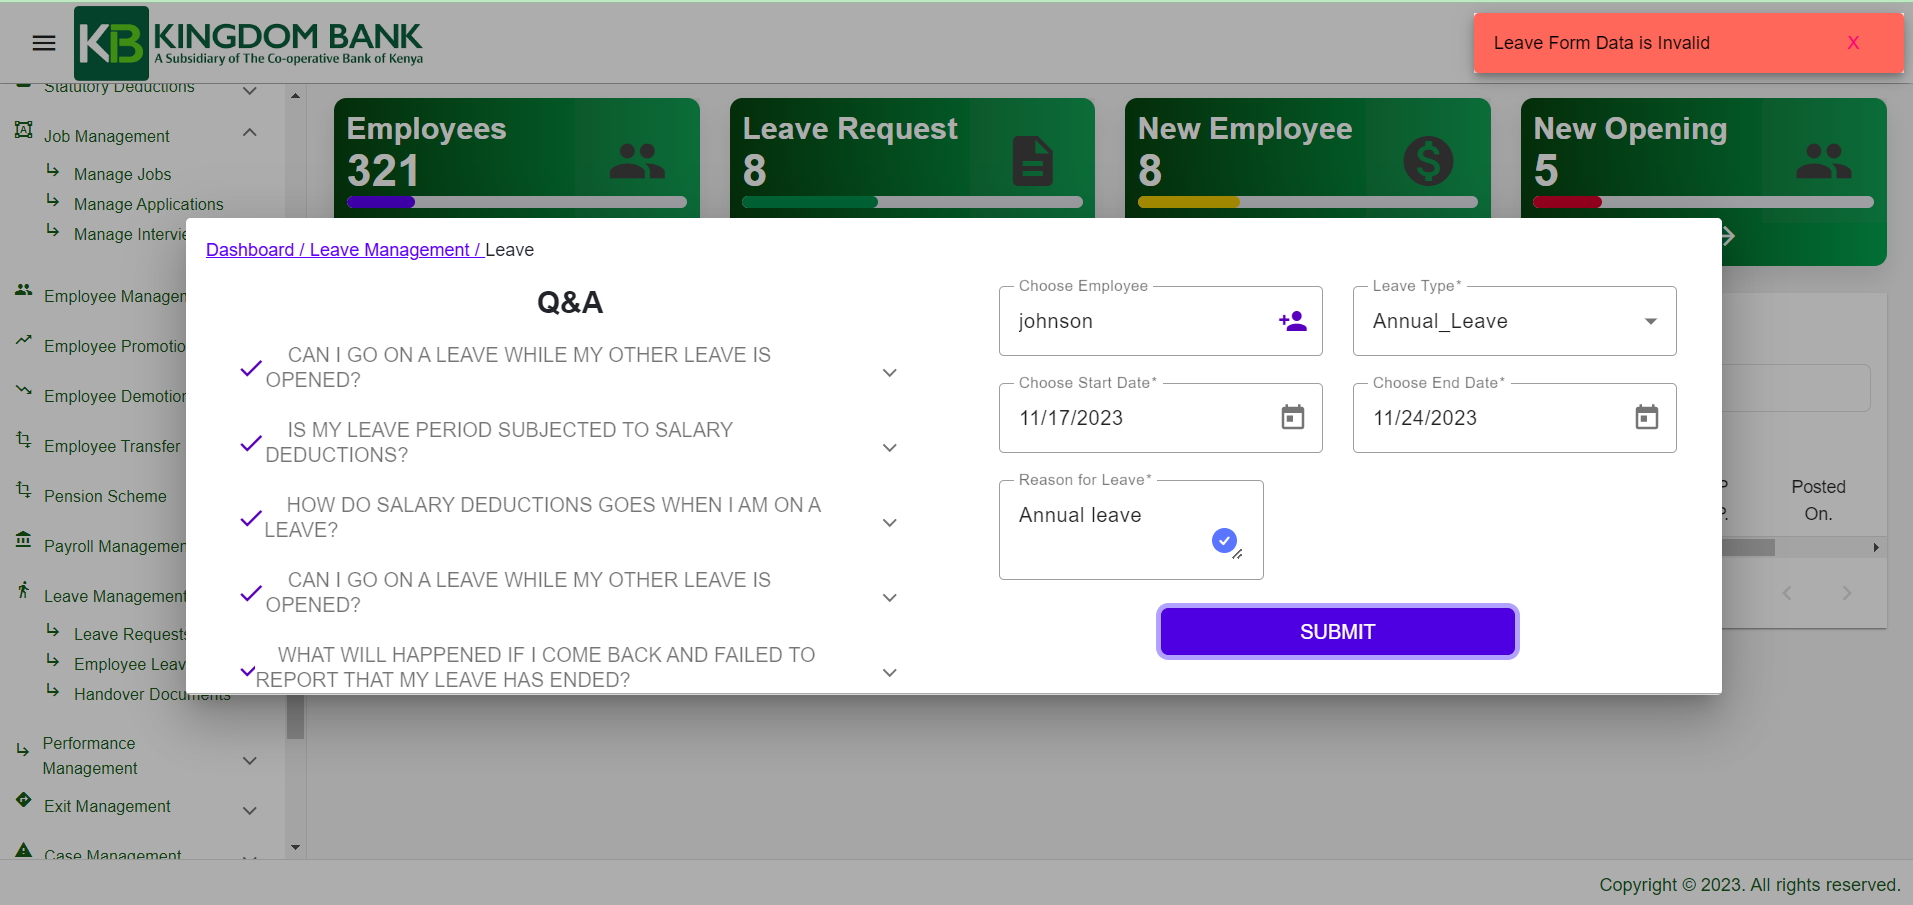 KB KINGDOM BANK
A Subsidiary of The Co-operative Bank of Kenya
Leave Form Data is Invalid X
Statutory Deductions
Job Management
Manage Jobs
Manage Applications
Manage
Employee
Employee
Employee
Employee Transfer
Pension Scheme
Payroll
Leave Management
Leave Requests
Employee
Handover Documents
Performance
Management
Exit Management
Case Management
Employees
321
Leave Request
8
New Employee
8
New Opening
5
Dashboard / Leave Management / Leave
Q&A
CAN I GO ON A LEAVE WHILE MY OTHER LEAVE IS
OPENED?
IS MY LEAVE PERIOD SUBJECTED TO SALARY
DEDUCTIONS?
HOW DO SALARY DEDUCTIONS GOES WHEN I AM ON A
LEAVE?
CAN I GO ON A LEAVE WHILE MY OTHER LEAVE IS
OPENED?
WHAT WILL HAPPENED IF I COME BACK AND FAILED TO
REPORT THAT MY LEAVE HAS ENDED?
Choose Employee
johnson
Leave Type*
Annual_Leave
Choose Start Date*
11/17/2023
Choose End Date*
11/24/2023
Reason for Leave*
Annual leave
SUBMIT
Posted
On.
Copyright © 2023. All rights reserved.